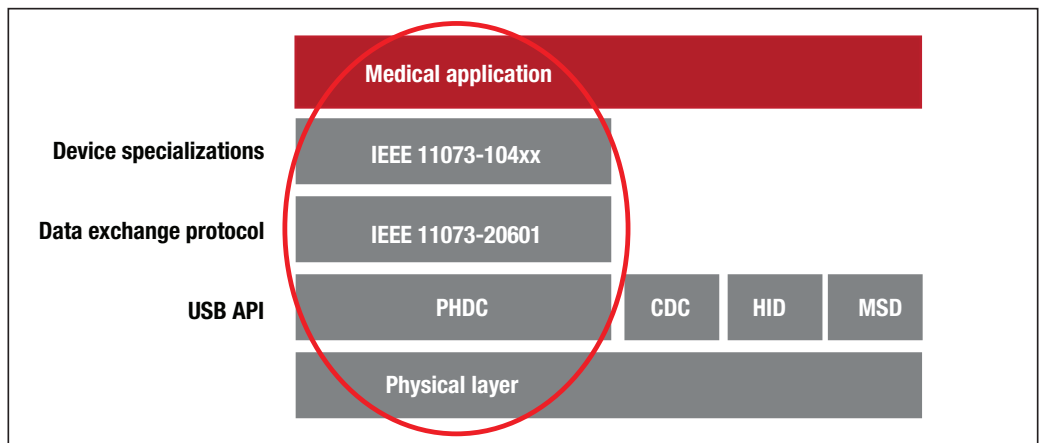 Medical application
Device specializations
IEEE 11073-104xx
Data exchange protocol
IEEE 11073-20601
USB API
PHDC
CDC
HID
MSD
Physical layer